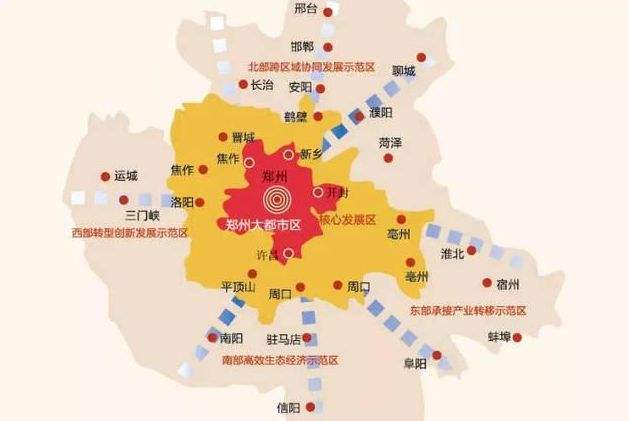 邢台
邯郸
北部跨区域协同发展示范区
聊城
长治
安阳
鹤壁
濮阳
晋城
菏泽
焦作
新乡
焦作
运城
郑州
开封
洛阳
三门峡
郑州大都市区
核心发展区
西部转型创新发展示范区
亳州
许昌
淮北
亳州
平顶山
周口
周口
宿州
东部承接产业转移示范区
南阳
驻马店
蚌埠
南部高效生态经济示范区
阜阳
信阳